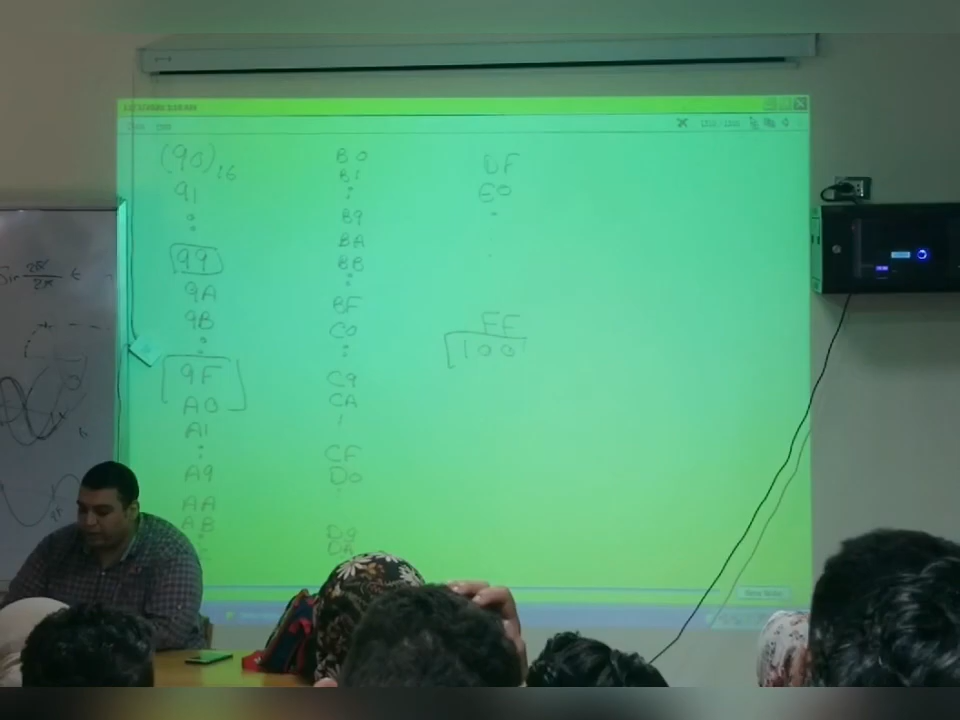 (90)16
91
:
99
9A
9B
:
9F
A0
A1
:
A9
AA
AB
B0
B1
:
B9
BA
BB
:
BF
C0
:
C9
CA
CF
D0
D9
DF
E0
FF
100